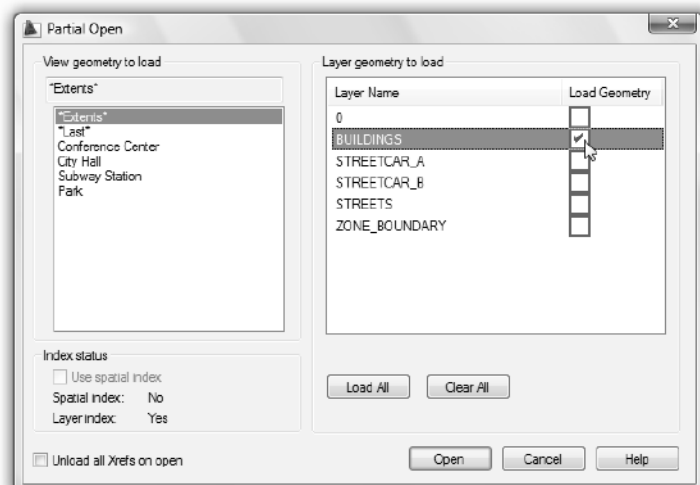 Partial Open
View geometry to load
*Extents*
*Extents*
*Last*
Conference Center
City Hall
Subway Station
Park
Index status
Use spatial index
Spatial index: No
Layer index: Yes
Unload all Xrefs on open
Layer geometry to load
Layer Name Load Geometry
0
BUILDINGS
STREETCAR_A
STREETCAR_B
STREETS
ZONE_BOUNDARY
Load All Clear All
Open Cancel Help